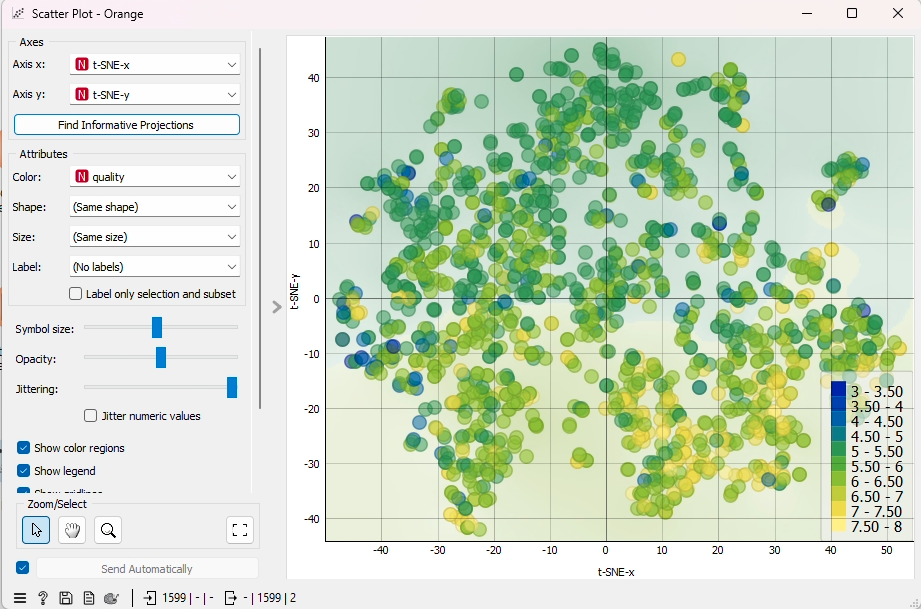 Scatter Plot - Orange
Axes
Axis x: N t-SNE-x
Axis y: N t-SNE-y
Find Informative Projections
Attributes
Color: N quality
Shape: (Same shape)
Size: (Same size)
Label: (No labels)
Label only selection and subset
Symbol size:
Opacity:
Jittering:
Jitter numeric values
Show color regions
Show legend
Show gridlines
Zoom/Select
Send Automatically
1599 | - | - - | 1599 | 2
t-SNE-y
40
30
20
10
0
-10
-20
-30
-40
-40 -30 -20 -10 0 10 20 30 40 50
t-SNE-x
3 - 3.50
3.50 - 4
4 - 4.50
4.50 - 5
5 - 5.50
5.50 - 6
6 - 6.50
6.50 - 7
7 - 7.50
7.50 - 8